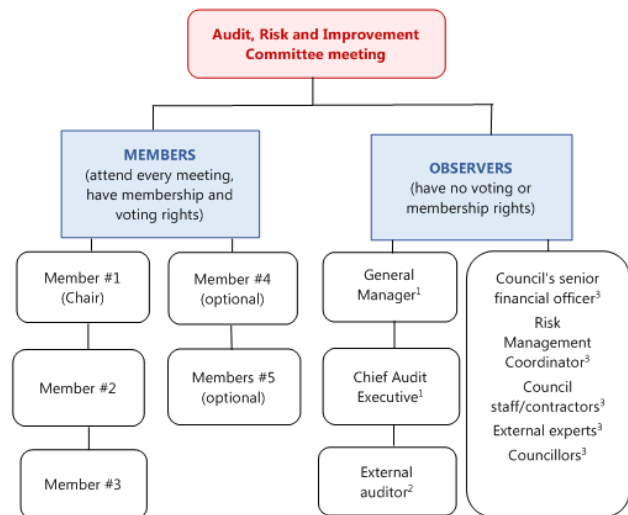 Audit, Risk and Improvement
Committee meeting
MEMBERS
(attend every meeting,
have membership and
voting rights)
OBSERVERS
(have no voting or
membership rights)
Member #1
(Chair)
Member #2
Member #3
Member #4
(optional)
Members #5
(optional)
General
Manager¹
Chief Audit
Executive¹
External
auditor²
Council's senior
financial officer³
Risk
Management
Coordinator³
Council
staff/contractors³
External experts³
Councillors³